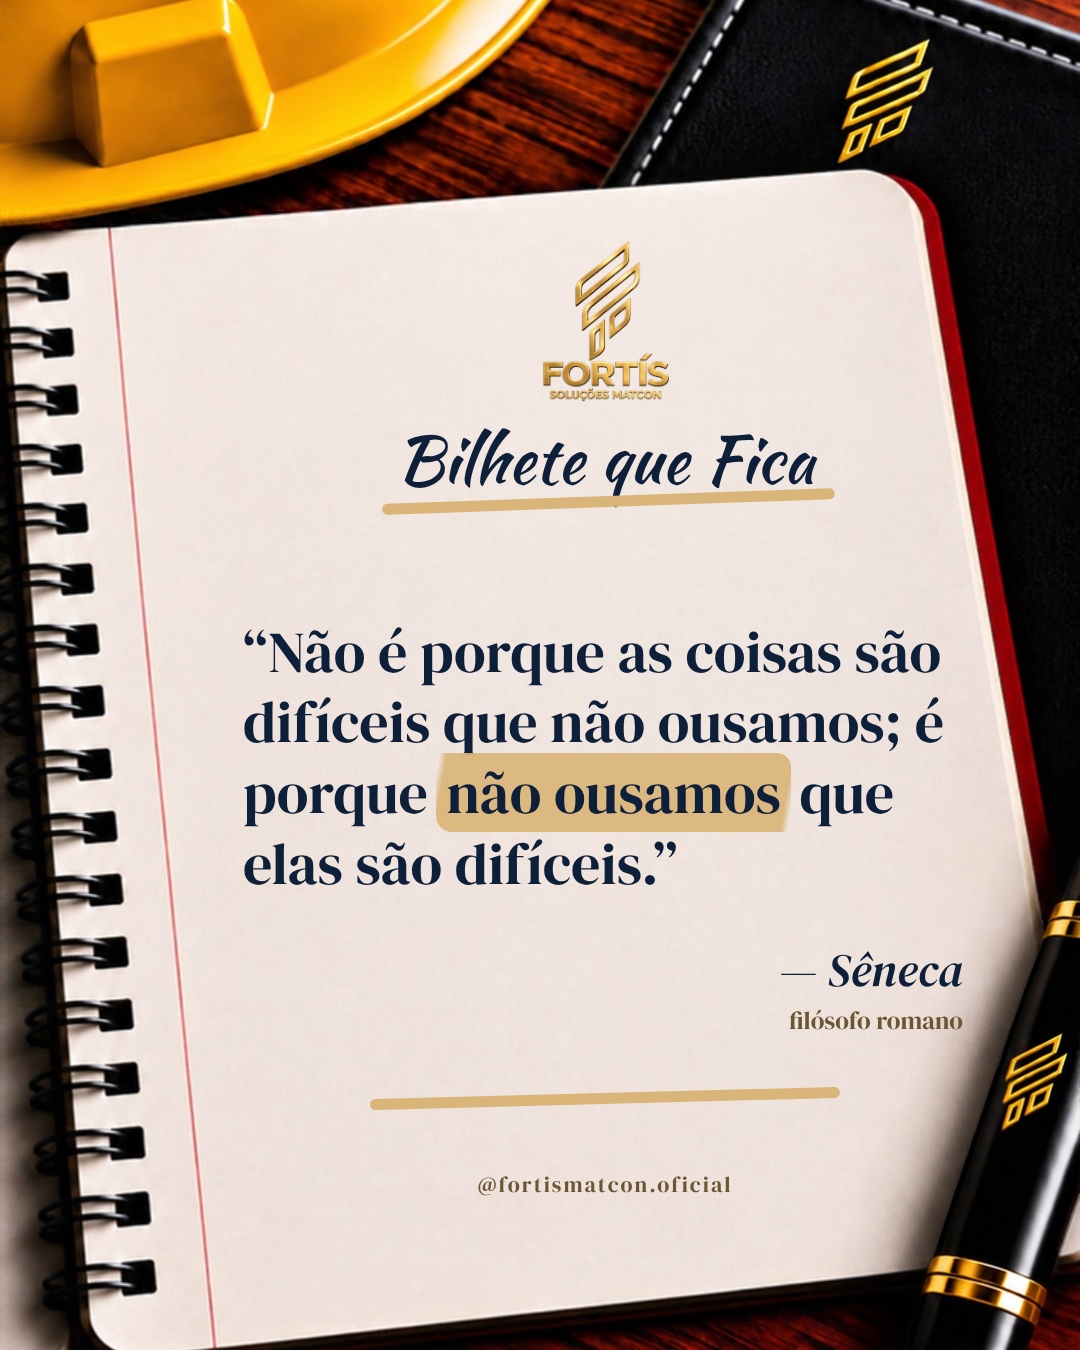 FORTÍS
SOLUÇÕES MATCON
Bilhete que Fica
“Não é porque as coisas são
difíceis que não ousamos; é
porque não ousamos que
elas são difíceis.”
— Sêneca
filósofo romano
@fortismatcon.oficial